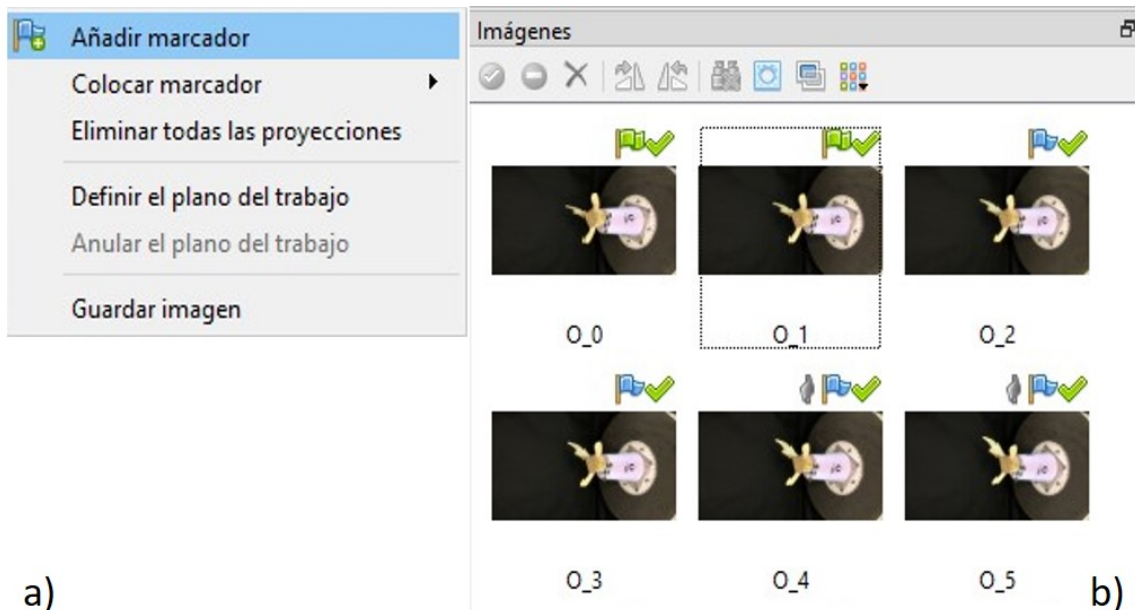 Añadir marcador
Colocar marcador
Eliminar todas las proyecciones
Definir el plano del trabajo
Anular el plano del trabajo
Guardar imagen
a)
Imágenes
O_0 O_1 O_2
O_3 O_4 O_5
b)